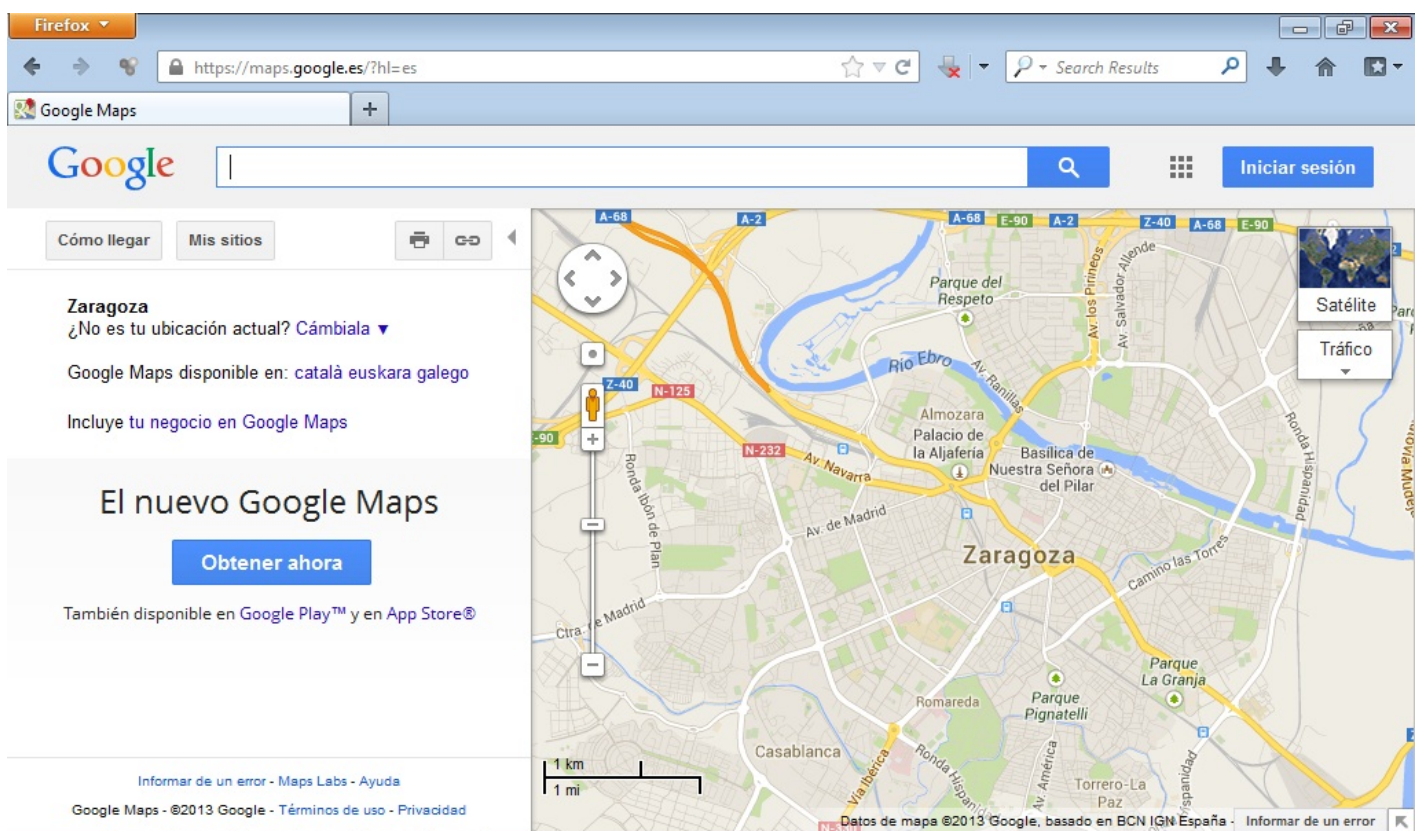 Firefox
https://maps.google.es/?hl=es
Search Results
Google Maps
Google
Iniciar sesión
Cómo llegar
Mis sitios
Zaragoza
¿No es tu ubicación actual? Cámbiala ▼
Google Maps disponible en: català euskara galego
Incluye tu negocio en Google Maps
El nuevo Google Maps
Obtener ahora
También disponible en Google Play™ y en App Store®
Informar de un error - Maps Labs - Ayuda
Google Maps - ©2013 Google - Términos de uso - Privacidad
A-68
A-2
A-68
E-90
A-2
Z-40
A-68
E-90
Satélite
Tráfico
Parque del
Respeto
Av. los Pirineos
Av. Salvador Allende
Río Ebro
Av. Ranillas
Z-40
N-125
-90
N-232
Av. Navarra
Almozara
Palacio de
la Aljafería
Basílica de
Nuestra Señora
del Pilar
Ronda Hispanidad
Ronda Ibón de Plan
Av. de Madrid
Zaragoza
Camino las Torres
Ctra. de Madrid
Parque
La Granja
Parque
Pignatelli
Romareda
Casablanca
Ronda Hispanidad
Vía Ibérica
Av. América
Torrero-La
Paz
1 km
1 mi
N-330
Datos de mapa ©2013 Google, basado en BCN IGN España -
Informar de un error